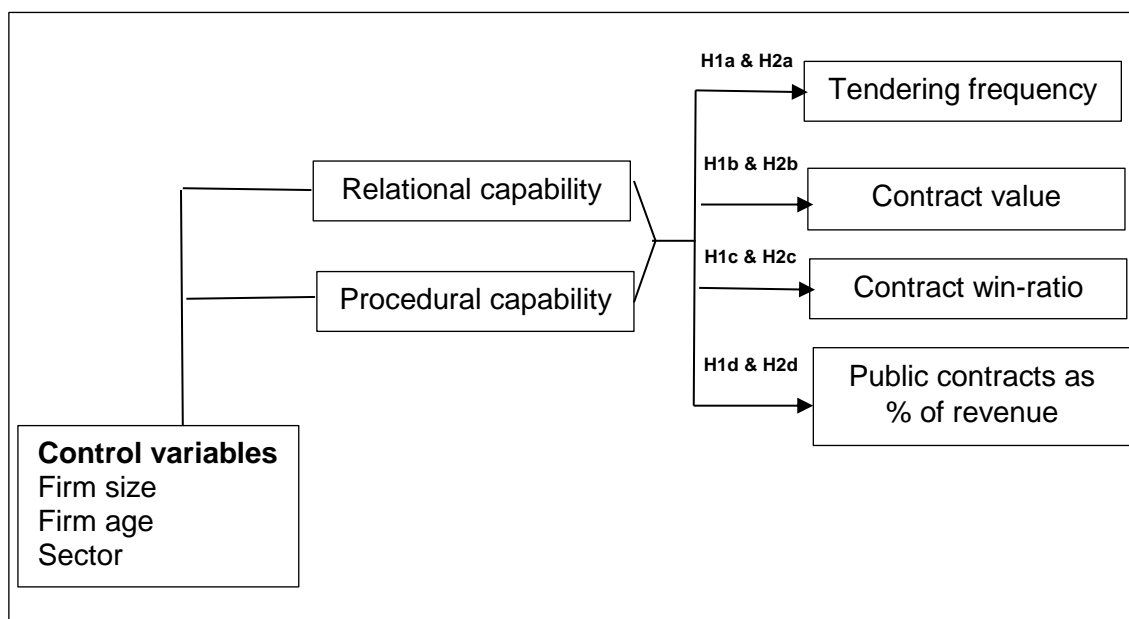 H1a & H2a
Tendering frequency
H1b & H2b
Relational capability
Contract value
H1c & H2c
Procedural capability
Contract win-ratio
H1d & H2d
Public contracts as
% of revenue
Control variables
Firm size
Firm age
Sector